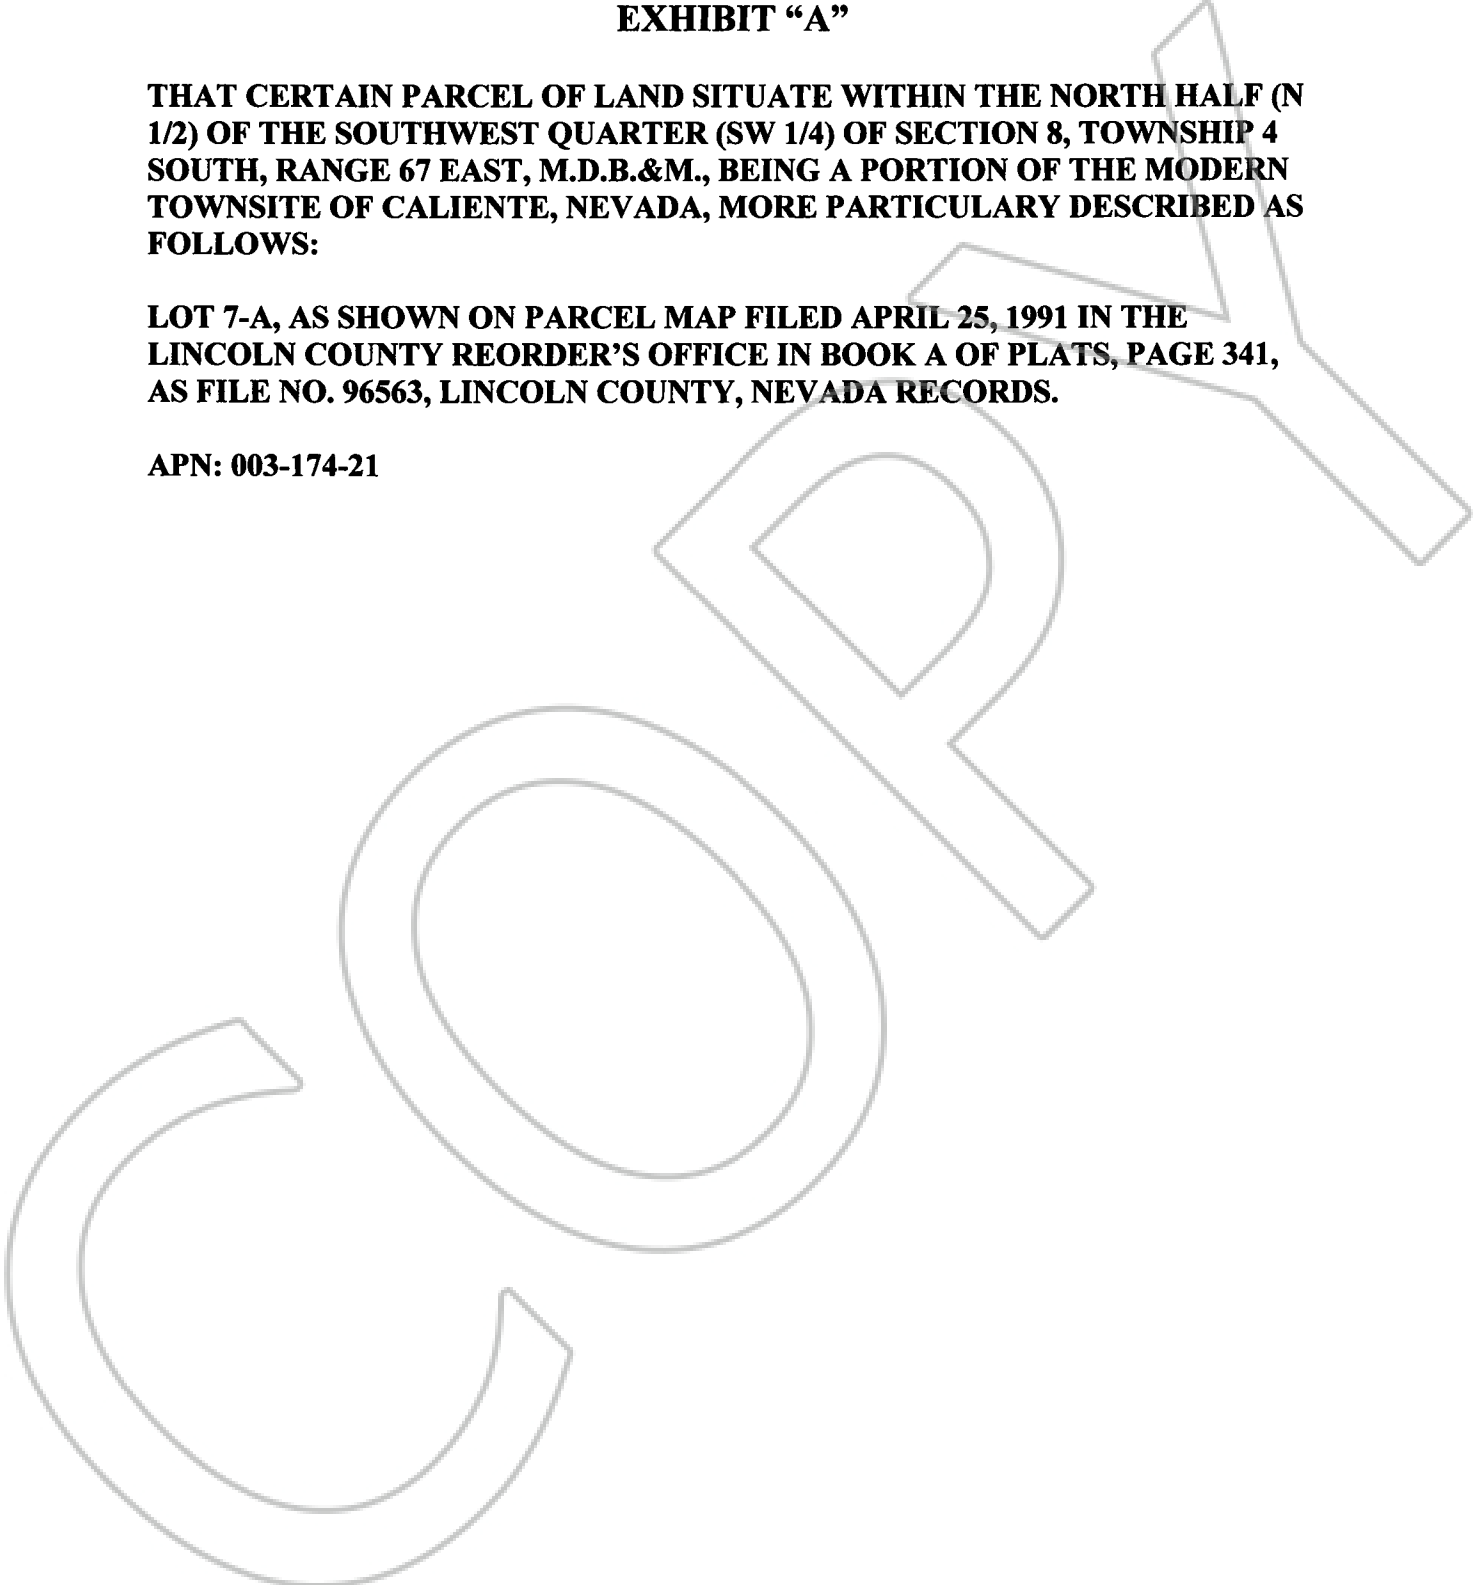 EXHIBIT “A”
THAT CERTAIN PARCEL OF LAND SITUATE WITHIN THE NORTH HALF (N
1/2) OF THE SOUTHWEST QUARTER (SW 1/4) OF SECTION 8, TOWNSHIP 4
SOUTH, RANGE 67 EAST, M.D.B.&M., BEING A PORTION OF THE MODERN
TOWNSITE OF CALIENTE, NEVADA, MORE PARTICULARY DESCRIBED AS
FOLLOWS:
LOT 7-A, AS SHOWN ON PARCEL MAP FILED APRIL 25, 1991 IN THE
LINCOLN COUNTY REORDER’S OFFICE IN BOOK A OF PLATS, PAGE 341,
AS FILE NO. 96563, LINCOLN COUNTY, NEVADA RECORDS.
APN: 003-174-21
COPY